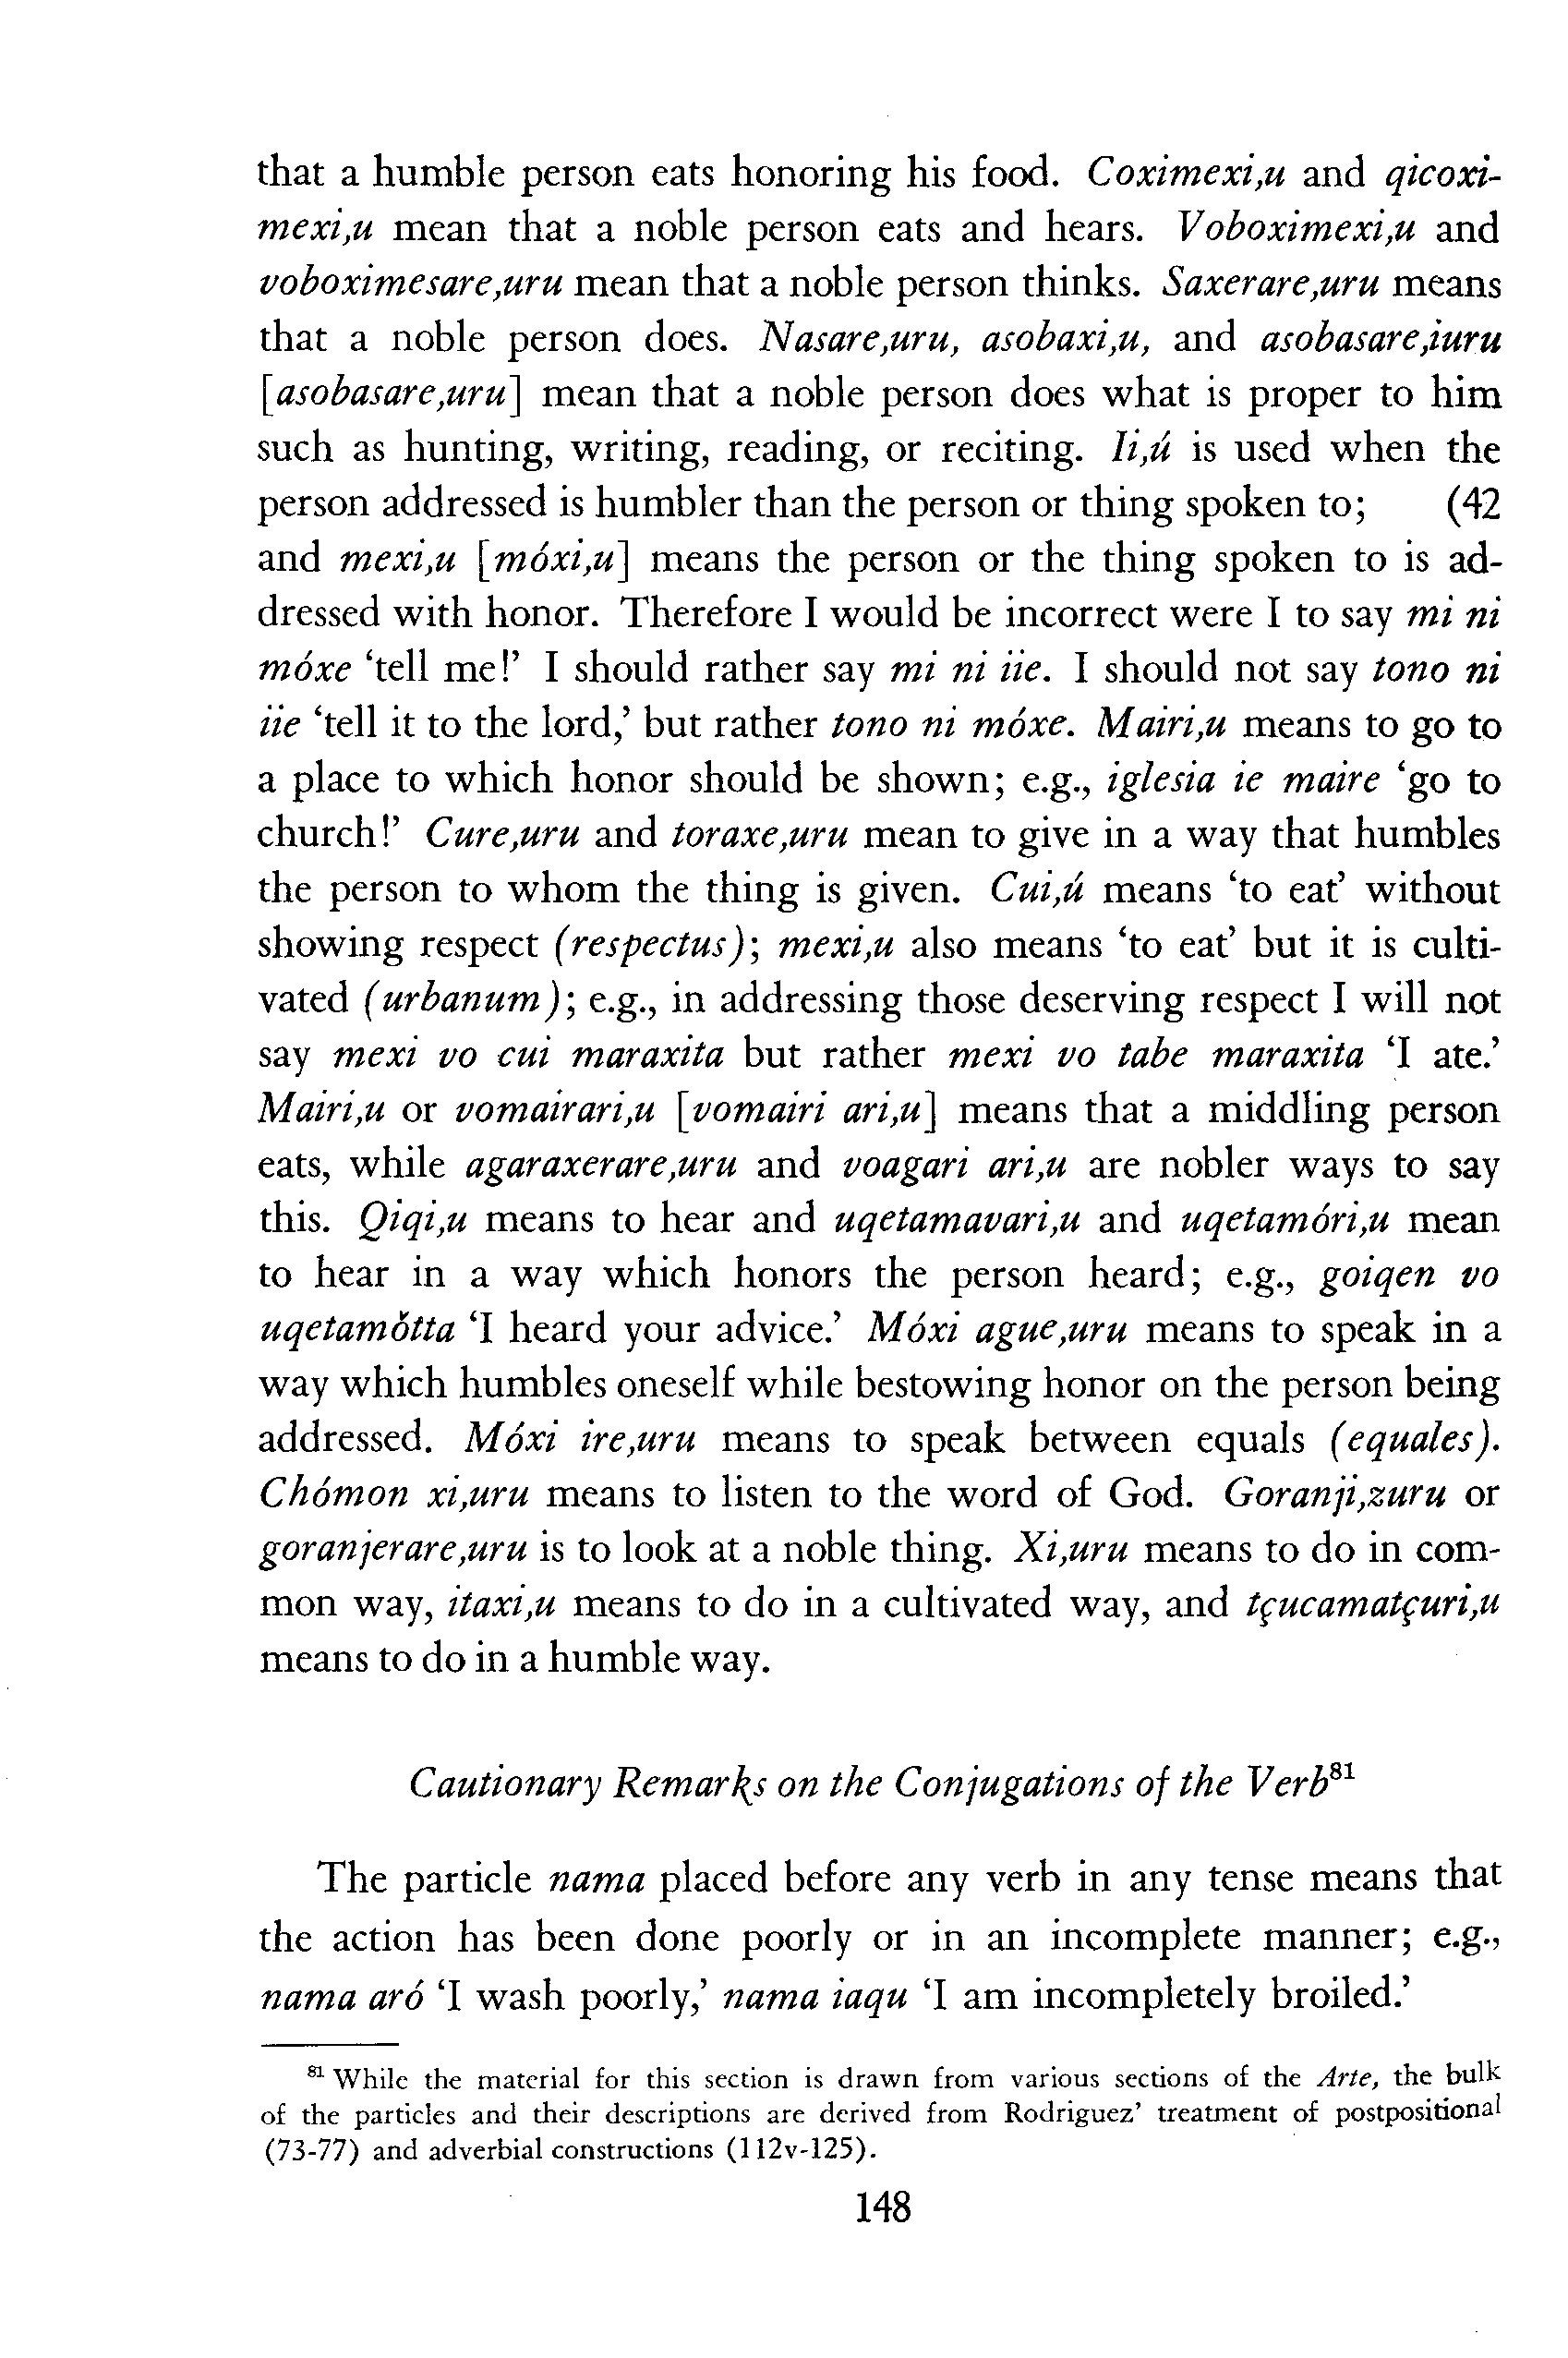 that a humble person eats honoring his food. Coximexi,u and qicoxi-
mexi,u mean that a noble person eats and hears. Voboximexi,u and
voboximesare,uru mean that a noble person thinks. Saxerare,uru means
that a noble person does. Nasare,uru, asobaxi,u, and asobasare,iuru
[asobasare,uru] mean that a noble person does what is proper to him
such as hunting, writing, reading, or reciting. Ii,ú is used when the
person addressed is humbler than the person or thing spoken to; (42
and mexi,u [móxi,u] means the person or the thing spoken to is ad-
dressed with honor. Therefore I would be incorrect were I to say mi ni
móxe ‘tell me!’ I should rather say mi ni iie. I should not say tono ni
iie ‘tell it to the lord,’ but rather tono ni móxe. Mairi,u means to go to
a place to which honor should be shown; e.g., iglesia ie maire ‘go to
church!’ Cure,uru and toraxe,uru mean to give in a way that humbles
the person to whom the thing is given. Cui,ú means ‘to eat’ without
showing respect (respectus); mexi,u also means ‘to eat’ but it is culti-
vated (urbanum); e.g., in addressing those deserving respect I will not
say mexi vo cui maraxita but rather mexi vo tabe maraxita ‘I ate.’
Mairi,u or vomairari,u [vomairi ari,u] means that a middling person
eats, while agaraxerare,uru and voagari ari,u are nobler ways to say
this. Qiqi,u means to hear and uqetamavari,u and uqetamóri,u mean
to hear in a way which honors the person heard; e.g., goiqen vo
uqetamǒtta ‘I heard your advice.’ Móxi ague,uru means to speak in a
way which humbles oneself while bestowing honor on the person being
addressed. Móxi ire,uru means to speak between equals (equales).
Chómon xi,uru means to listen to the word of God. Goranji,zuru or
goranjerare,uru is to look at a noble thing. Xi,uru means to do in com-
mon way, itaxi,u means to do in a cultivated way, and tçucamatçuri,u
means to do in a humble way.
Cautionary Remarks on the Conjugations of the Verb⁸¹
The particle nama placed before any verb in any tense means that
the action has been done poorly or in an incomplete manner; e.g.,
nama aró ‘I wash poorly,’ nama iaqu ‘I am incompletely broiled.’
⁸¹ While the material for this section is drawn from various sections of the Arte, the bulk
of the particles and their descriptions are derived from Rodriguez’ treatment of postpositional
(73-77) and adverbial constructions (112v-125).
148